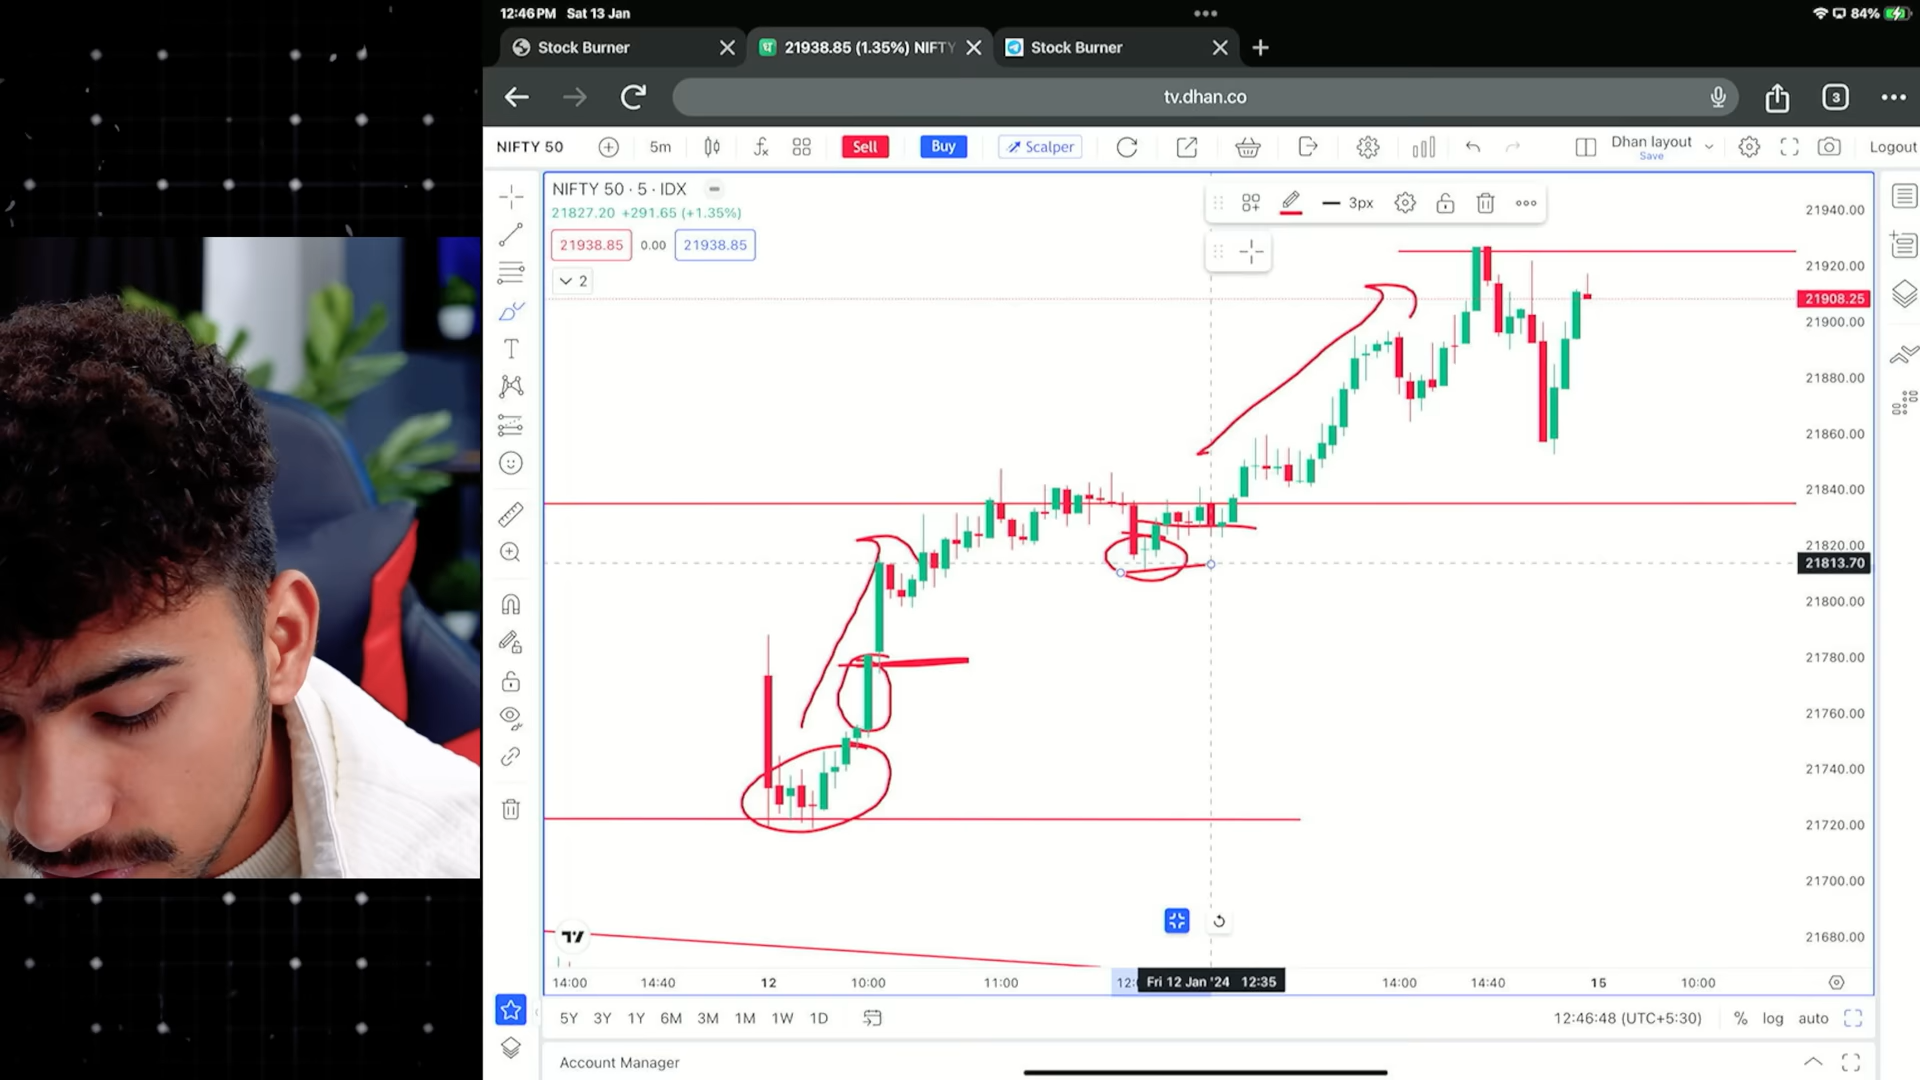 12:46 PM Sat 13 Jan
84%
Stock Burner
21938.85 (1.35%) NIFTY
Stock Burner
tv.dhan.co
3
NIFTY 50
5m
Sell
Buy
Scalper
Dhan layout
Save
Logout
NIFTY 50 · 5 · IDX
21827.20 +291.65 (+1.35%)
21938.85
0.00
21938.85
2
3px
21940.00
21920.00
21908.25
21900.00
21880.00
21860.00
21840.00
21820.00
21813.70
21800.00
21780.00
21760.00
21740.00
21720.00
21700.00
21680.00
14:00
14:40
12
10:00
11:00
12:
Fri 12 Jan '24 12:35
14:00
14:40
15
10:00
5Y
3Y
1Y
6M
3M
1M
1W
1D
12:46:48 (UTC+5:30)
%
log
auto
Account Manager